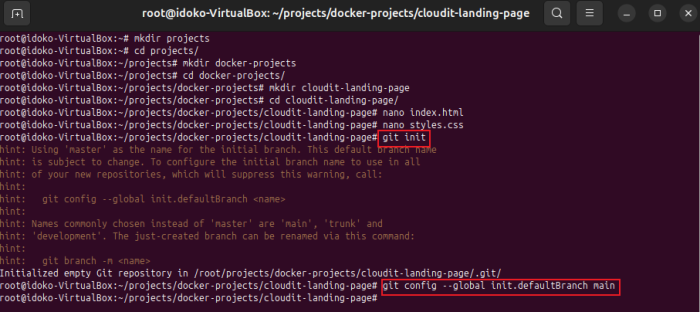 root@idoko-VirtualBox: ~/projects/docker-projects/cloudit-landing-page
root@idoko-VirtualBox:~# mkdir projects
root@idoko-VirtualBox:~# cd projects/
root@idoko-VirtualBox:~/projects# mkdir docker-projects
root@idoko-VirtualBox:~/projects# cd docker-projects/
root@idoko-VirtualBox:~/projects/docker-projects# mkdir cloudit-landing-page
root@idoko-VirtualBox:~/projects/docker-projects# cd cloudit-landing-page/
root@idoko-VirtualBox:~/projects/docker-projects/cloudit-landing-page# nano index.html
root@idoko-VirtualBox:~/projects/docker-projects/cloudit-landing-page# nano styles.css
root@idoko-VirtualBox:~/projects/docker-projects/cloudit-landing-page# git init
hint: Using 'master' as the name for the initial branch. This default branch name
hint: is subject to change. To configure the initial branch name to use in all
hint: of your new repositories, which will suppress this warning, call:
hint:
hint:   git config --global init.defaultBranch <name>
hint:
hint: Names commonly chosen instead of 'master' are 'main', 'trunk' and
hint: 'development'. The just-created branch can be renamed via this command:
hint:
hint:   git branch -m <name>
Initialized empty Git repository in /root/projects/docker-projects/cloudit-landing-page/.git/
root@idoko-VirtualBox:~/projects/docker-projects/cloudit-landing-page# git config --global init.defaultBranch main
root@idoko-VirtualBox:~/projects/docker-projects/cloudit-landing-page#